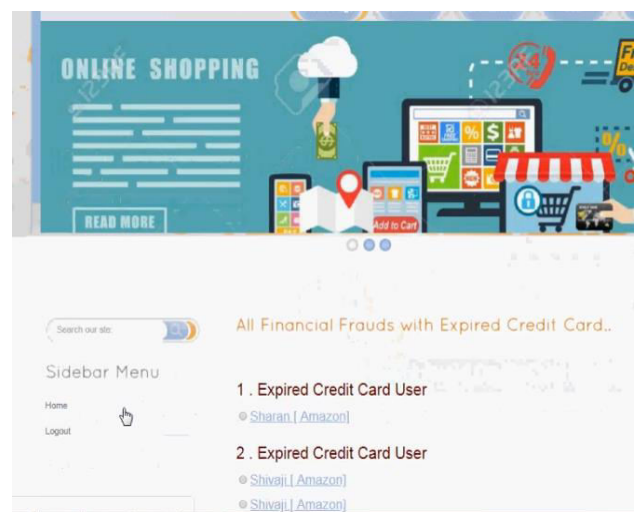 ONLINE SHOPPING
24
READ MORE
Add to Cart
Search our site:
All Financial Frauds with Expired Credit Card..
Sidebar Menu
Home
Logout
1 . Expired Credit Card User
Sharan [ Amazon]
2 . Expired Credit Card User
Shivaji [ Amazon]
Shivaji [ Amazon]